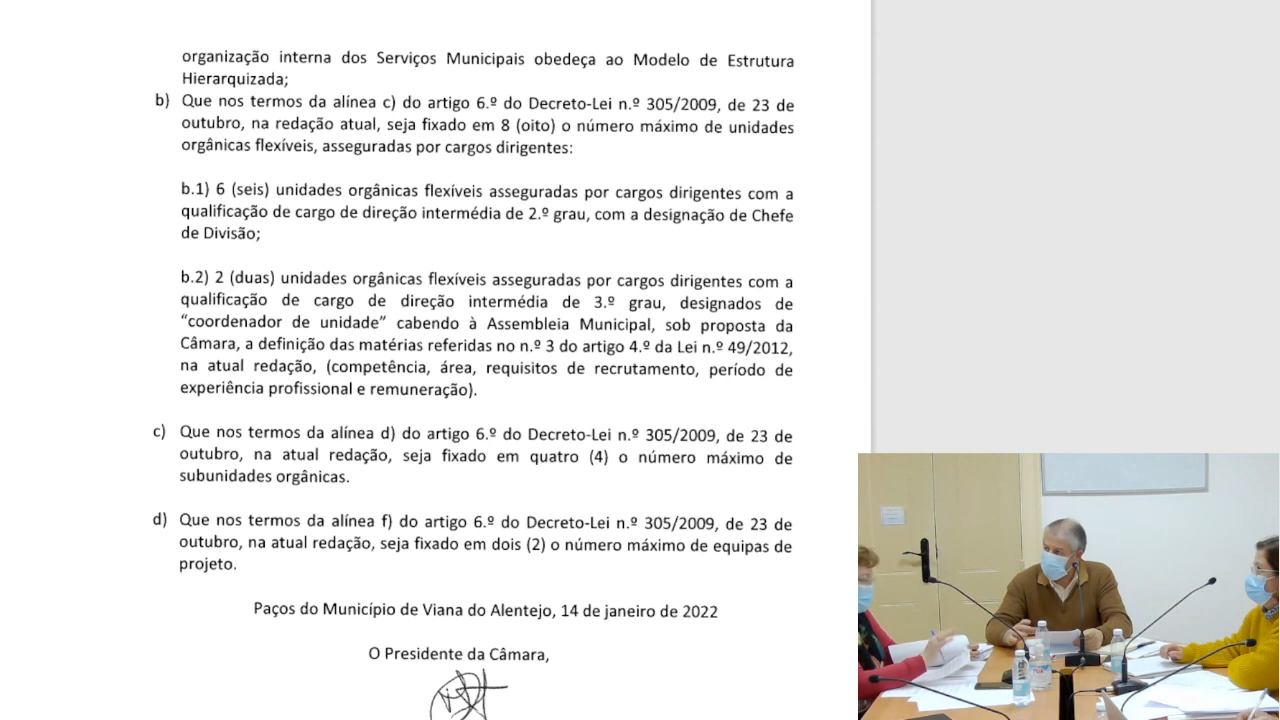 organização interna dos Serviços Municipais obedeça ao Modelo de Estrutura
Hierarquizada;
b) Que nos termos da alínea c) do artigo 6.º do Decreto-Lei n.º 305/2009, de 23 de
outubro, na redação atual, seja fixado em 8 (oito) o número máximo de unidades
orgânicas flexíveis, asseguradas por cargos dirigentes:
b.1) 6 (seis) unidades orgânicas flexíveis asseguradas por cargos dirigentes com a
qualificação de cargo de direção intermédia de 2.º grau, com a designação de Chefe
de Divisão;
b.2) 2 (duas) unidades orgânicas flexíveis asseguradas por cargos dirigentes com a
qualificação de cargo de direção intermédia de 3.º grau, designados de
“coordenador de unidade” cabendo à Assembleia Municipal, sob proposta da
Câmara, a definição das matérias referidas no n.º 3 do artigo 4.º da Lei n.º 49/2012,
na atual redação, (competência, área, requisitos de recrutamento, período de
experiência profissional e remuneração).
c) Que nos termos da alínea d) do artigo 6.º do Decreto-Lei n.º 305/2009, de 23 de
outubro, na atual redação, seja fixado em quatro (4) o número máximo de
subunidades orgânicas.
d) Que nos termos da alínea f) do artigo 6.º do Decreto-Lei n.º 305/2009, de 23 de
outubro, na atual redação, seja fixado em dois (2) o número máximo de equipas de
projeto.
Paços do Município de Viana do Alentejo, 14 de janeiro de 2022
O Presidente da Câmara,